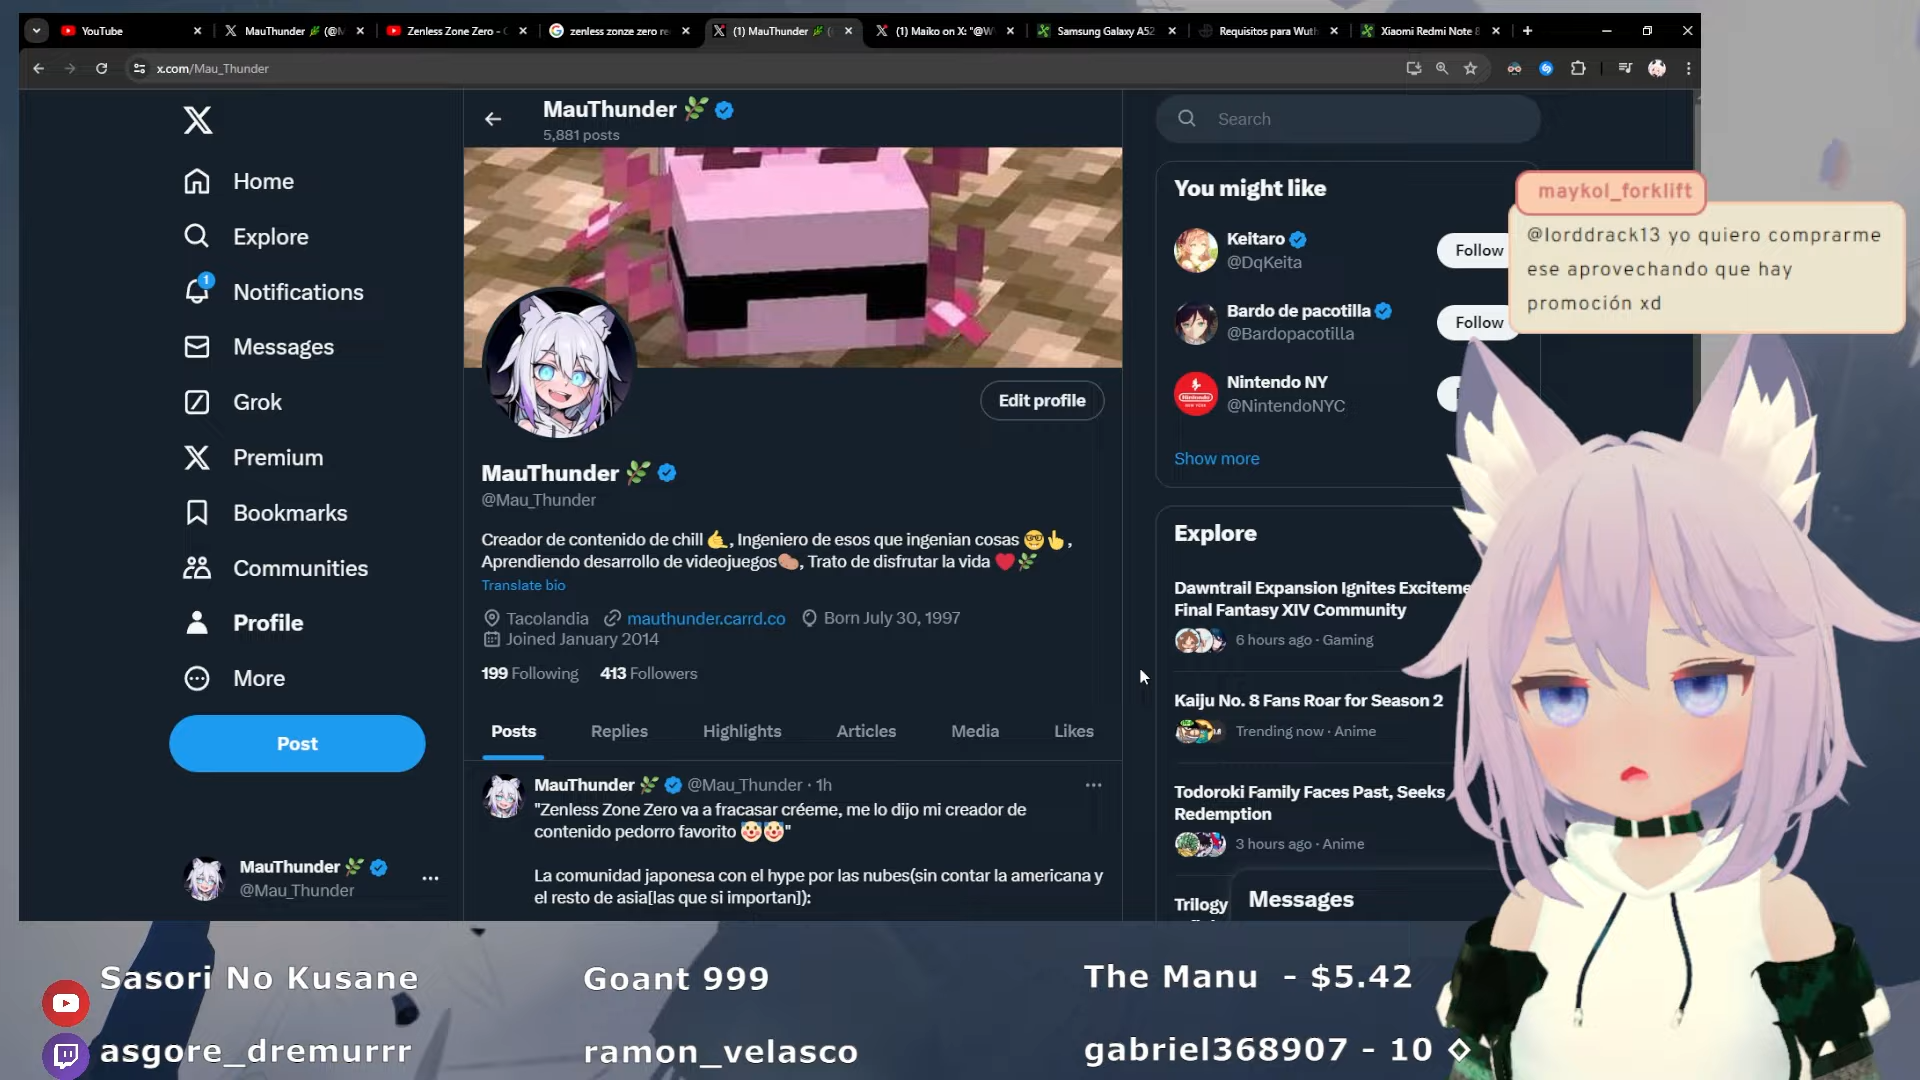 YouTube
MauThunder 🌿 (@M
Zenless Zone Zero - C
zenless zonze zero re
(1) MauThunder 🌿 (
(1) Maiko on X: "@W
Samsung Galaxy A52
Requisitos para Wuth
Xiaomi Redmi Note 8
x.com/Mau_Thunder
Home
Explore
1
Notifications
Messages
Grok
Premium
Bookmarks
Communities
Profile
More
Post
MauThunder 🌿
@Mau_Thunder
MauThunder 🌿
5,881 posts
Edit profile
MauThunder 🌿
@Mau_Thunder
Creador de contenido de chill 🤙, Ingeniero de esos que ingenian cosas 🤓👆,
Aprendiendo desarrollo de videojuegos🥔, Trato de disfrutar la vida ❤️🌿
Translate bio
Tacolandia mauthunder.carrd.co Born July 30, 1997
Joined January 2014
199 Following 413 Followers
Posts Replies Highlights Articles Media Likes
MauThunder 🌿 @Mau_Thunder · 1h
"Zenless Zone Zero va a fracasar créeme, me lo dijo mi creador de
contenido pedorro favorito 🤡🤡"
La comunidad japonesa con el hype por las nubes(sin contar la americana y
el resto de asia[las que si importan]):
Search
You might like
Keitaro
@DqKeita
Follow
Bardo de pacotilla
@Bardopacotilla
Follow
Nintendo NY
@NintendoNYC
Show more
Explore
Dawntrail Expansion Ignites Exciteme
Final Fantasy XIV Community
6 hours ago · Gaming
Kaiju No. 8 Fans Roar for Season 2
Trending now · Anime
Todoroki Family Faces Past, Seeks
Redemption
3 hours ago · Anime
Trilogy
Messages
maykol_forklift
@lorddrack13 yo quiero comprarme
ese aprovechando que hay
promoción xd
Sasori No Kusane
Goant 999
The Manu - $5.42
asgore_dremurrr
ramon_velasco
gabriel368907 - 10 ◇